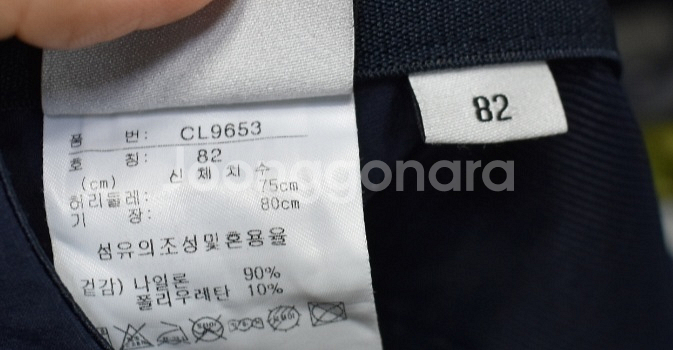 품 번: CL9653
호 칭: 82
(cm) 신체치수
허리둘레: 75cm
기 장: 80cm
섬유의조성및혼용율
겉감) 나일론 90%
폴리우레탄 10%
82
Joonggonara